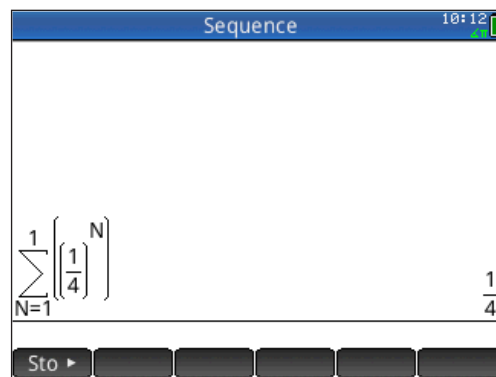 Sequence
10:12
∡π
1
∑ ((1/4)^N)
N=1
1/4
Sto ▸